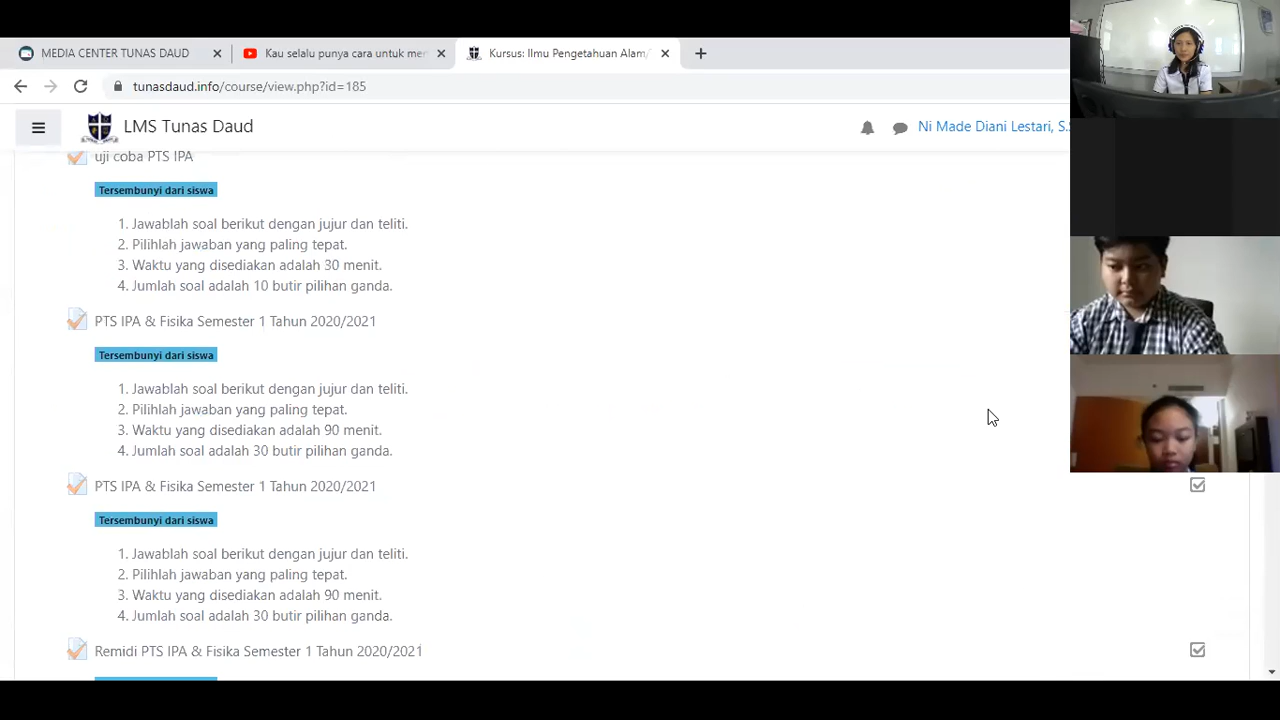 MEDIA CENTER TUNAS DAUD
Kau selalu punya cara untuk mer
Kursus: Ilmu Pengetahuan Alam/
tunasdaud.info/course/view.php?id=185
LMS Tunas Daud
Ni Made Diani Lestari, S.S
uji coba PTS IPA
Tersembunyi dari siswa
1. Jawablah soal berikut dengan jujur dan teliti.
2. Pilihlah jawaban yang paling tepat.
3. Waktu yang disediakan adalah 30 menit.
4. Jumlah soal adalah 10 butir pilihan ganda.
PTS IPA & Fisika Semester 1 Tahun 2020/2021
Tersembunyi dari siswa
1. Jawablah soal berikut dengan jujur dan teliti.
2. Pilihlah jawaban yang paling tepat.
3. Waktu yang disediakan adalah 90 menit.
4. Jumlah soal adalah 30 butir pilihan ganda.
PTS IPA & Fisika Semester 1 Tahun 2020/2021
Tersembunyi dari siswa
1. Jawablah soal berikut dengan jujur dan teliti.
2. Pilihlah jawaban yang paling tepat.
3. Waktu yang disediakan adalah 90 menit.
4. Jumlah soal adalah 30 butir pilihan ganda.
Remidi PTS IPA & Fisika Semester 1 Tahun 2020/2021